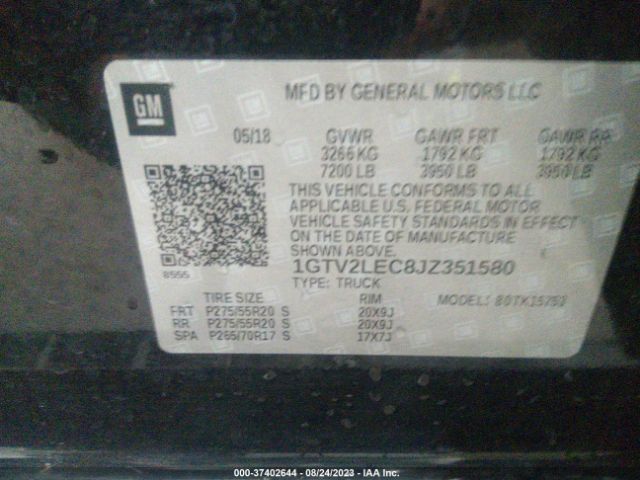 GM
MFD BY GENERAL MOTORS LLC
05/18 GVWR GAWR FRT GAWR RR
3266 KG 1792 KG 1792 KG
7200 LB 3950 LB 3950 LB
THIS VEHICLE CONFORMS TO ALL
APPLICABLE U.S. FEDERAL MOTOR
VEHICLE SAFETY STANDARDS IN EFFECT
ON THE DATE OF MANUFACTURE
SHOWN ABOVE.
8555 1GTV2LEC8JZ351580
TYPE: TRUCK
TIRE SIZE RIM MODEL:
FRT P275/55R20 S 20X9J
RR P275/55R20 S 20X9J
SPA P265/70R17 S 17X7J
000-37402644 - 08/24/2023 - IAA Inc.